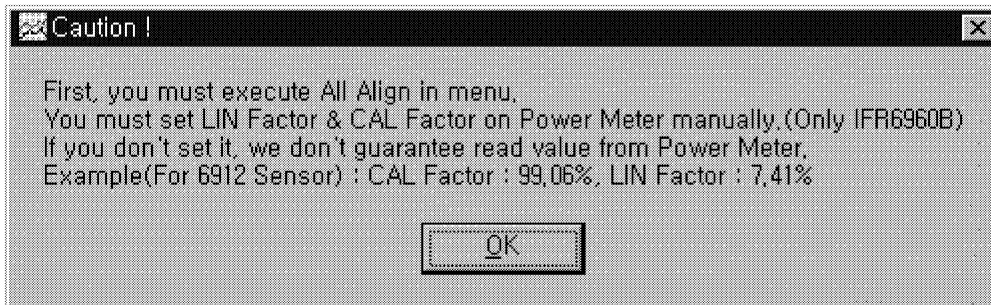 Caution !
First, you must execute All Align in menu,
You must set LIN Factor & CAL Factor on Power Meter manually,(Only IFR6960B)
If you don't set it, we don't guarantee read value from Power Meter,
Example(For 6912 Sensor) : CAL Factor : 99,06%, LIN Factor : 7,41%
OK